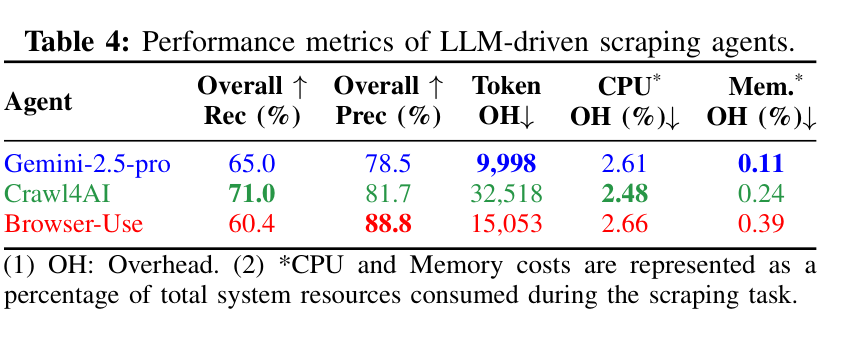 Table 4: Performance metrics of LLM-driven scraping agents.
Agent Overall ↑ Rec (%) Overall ↑ Prec (%) Token OH↓ CPU* OH (%)↓ Mem.* OH (%)↓
Gemini-2.5-pro 65.0 78.5 9,998 2.61 0.11
Crawl4AI 71.0 81.7 32,518 2.48 0.24
Browser-Use 60.4 88.8 15,053 2.66 0.39
(1) OH: Overhead. (2) *CPU and Memory costs are represented as a
percentage of total system resources consumed during the scraping task.